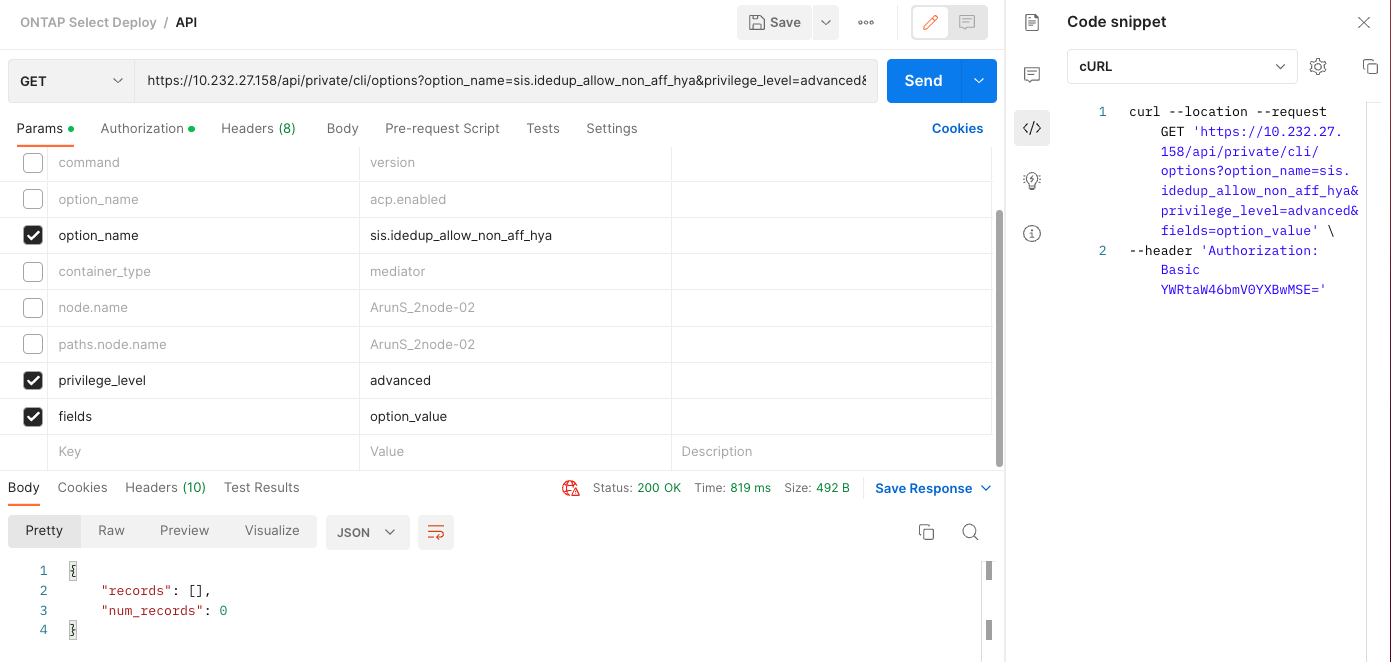 ONTAP Select Deploy / API
Save
GET
https://10.232.27.158/api/private/cli/options?option_name=sis.idedup_allow_non_aff_hya&privilege_level=advanced&
Send
Params
Authorization
Headers (8)
Body
Pre-request Script
Tests
Settings
Cookies
command version
option_name acp.enabled
option_name sis.idedup_allow_non_aff_hya
container_type mediator
node.name ArunS_2node-02
paths.node.name ArunS_2node-02
privilege_level advanced
fields option_value
Key Value Description
Body
Cookies
Headers (10)
Test Results
Status: 200 OK Time: 819 ms Size: 492 B
Save Response
Pretty
Raw
Preview
Visualize
JSON
1 {
2 "records": [],
3 "num_records": 0
4 }
Code snippet
cURL
1 curl --location --request
GET 'https://10.232.27.
158/api/private/cli/
options?option_name=sis.
idedup_allow_non_aff_hya&
privilege_level=advanced&
fields=option_value' \
2 --header 'Authorization:
Basic
YWRtaW46bmV0YXBwMSE='